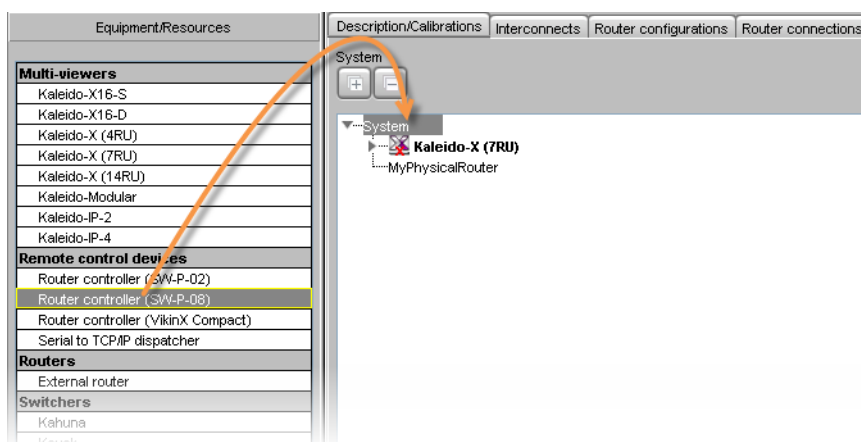 Equipment/Resources
Multi-viewers
Kaleido-X16-S
Kaleido-X16-D
Kaleido-X (4RU)
Kaleido-X (7RU)
Kaleido-X (14RU)
Kaleido-Modular
Kaleido-IP-2
Kaleido-IP-4
Remote control devices
Router controller (SW-P-02)
Router controller (SW-P-08)
Router controller (VikinX Compact)
Serial to TCP/IP dispatcher
Routers
External router
Switchers
Kahuna
Description/Calibrations Interconnects Router configurations Router connections
System
System
Kaleido-X (7RU)
MyPhysicalRouter